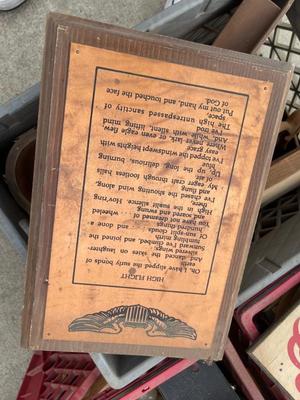 HIGH FLIGHT
Oh, I have slipped the surly bonds of
earth
And danced the skies on laughter-
silvered wings;
Sunward I've climbed, and joined the
tumbling mirth
Of sun-split clouds and done a
hundred things
You have not dreamed of . . . wheeled
and soared and swung
High in the sunlit silence. Hov'ring
there,
I've chased the shouting wind along,
and flung
My eager craft through footless halls
of air.
Up, up the long, delirious, burning
blue
I've topped the windswept heights with
easy grace
Where never lark, or even eagle flew.
And, while with silent, lifting mind
I've trod
The high untrespassed sanctity of
space,
Put out my hand, and touched the face
of God.